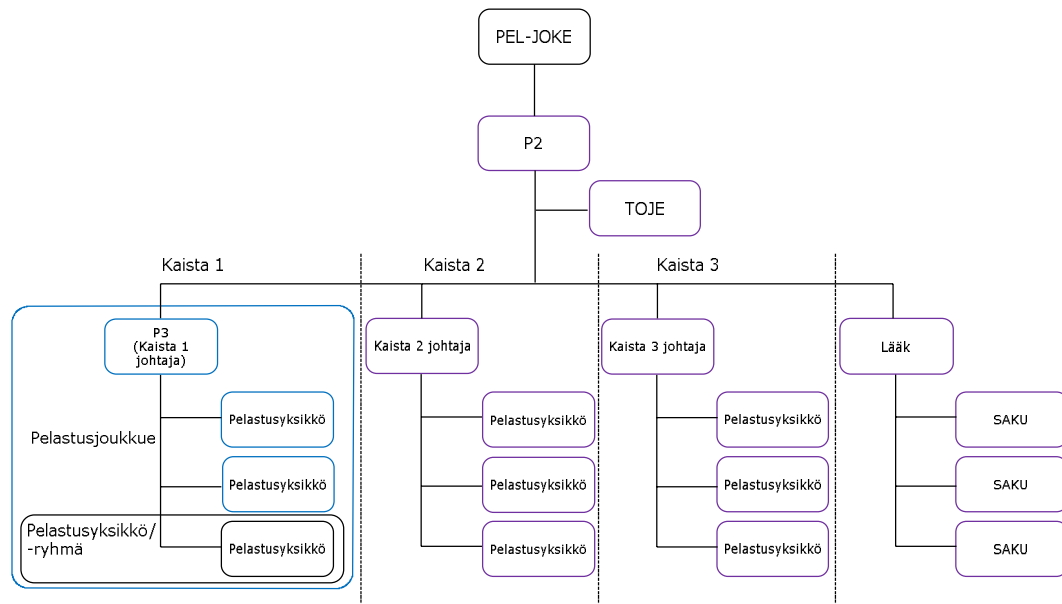 PEL-JOKE
P2
TOJE
Kaista 1
Kaista 2
Kaista 3
P3
(Kaista 1
johtaja)
Kaista 2 johtaja
Kaista 3 johtaja
Lääk
Pelastusjoukkue
Pelastusyksikkö
Pelastusyksikkö
Pelastusyksikkö/
-ryhmä
Pelastusyksikkö
Pelastusyksikkö
Pelastusyksikkö
Pelastusyksikkö
Pelastusyksikkö
Pelastusyksikkö
Pelastusyksikkö
SAKU
SAKU
SAKU